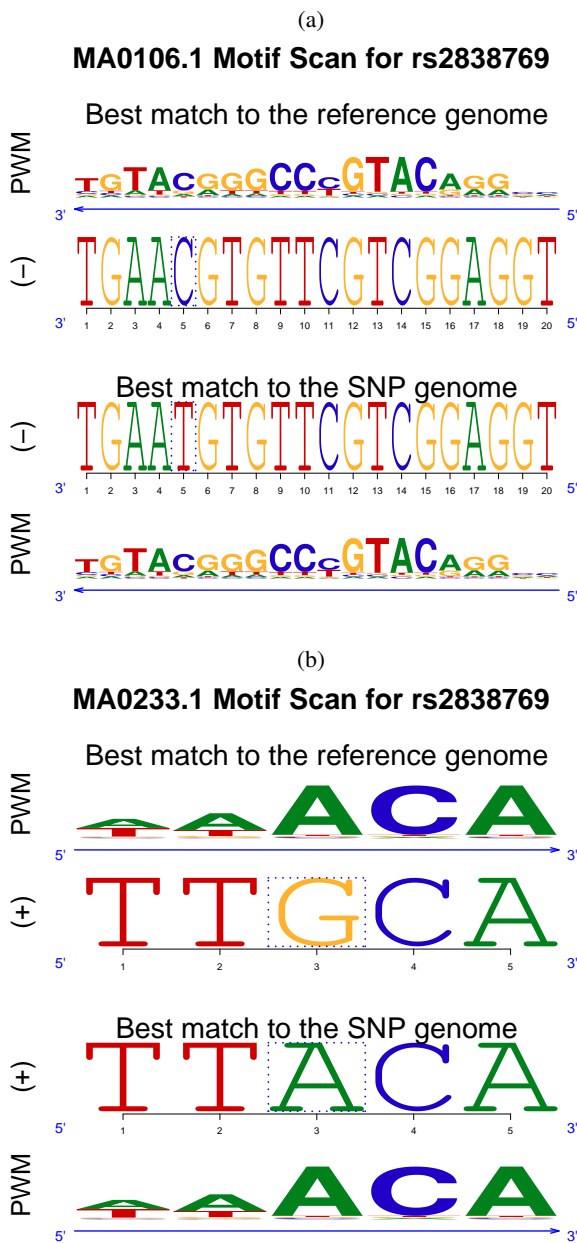 (a)
MA0106.1 Motif Scan for rs2838769
Best match to the reference genome
PWM
TGTACGGGCCCGTACAGG
3' 5'
(−)
TGAACGTGTTCGTCGGAGGT
3' 1 2 3 4 5 6 7 8 9 10 11 12 13 14 15 16 17 18 19 20 5'
Best match to the SNP genome
(−)
TGAATGTGTTCGTCGGAGGT
3' 1 2 3 4 5 6 7 8 9 10 11 12 13 14 15 16 17 18 19 20 5'
PWM
TGTACGGGCCCGTACAGG
3' 5'
(b)
MA0233.1 Motif Scan for rs2838769
Best match to the reference genome
PWM
AAACA
5' 3'
(+)
TTGCA
5' 1 2 3 4 5 3'
Best match to the SNP genome
(+)
TTACA
5' 1 2 3 4 5 3'
PWM
AAACA
5' 3'